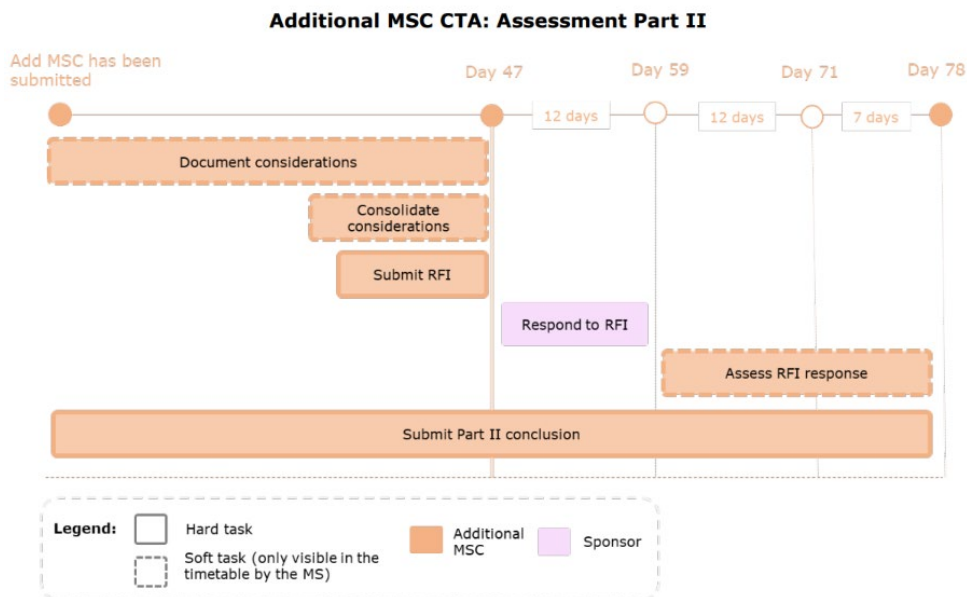 Additional MSC CTA: Assessment Part II
Add MSC has been
submitted
Day 47
Day 59
Day 71
Day 78
12 days
12 days
7 days
Document considerations
Consolidate
considerations
Submit RFI
Respond to RFI
Assess RFI response
Submit Part II conclusion
Legend:
Hard task
Soft task (only visible in the
timetable by the MS)
Additional
MSC
Sponsor